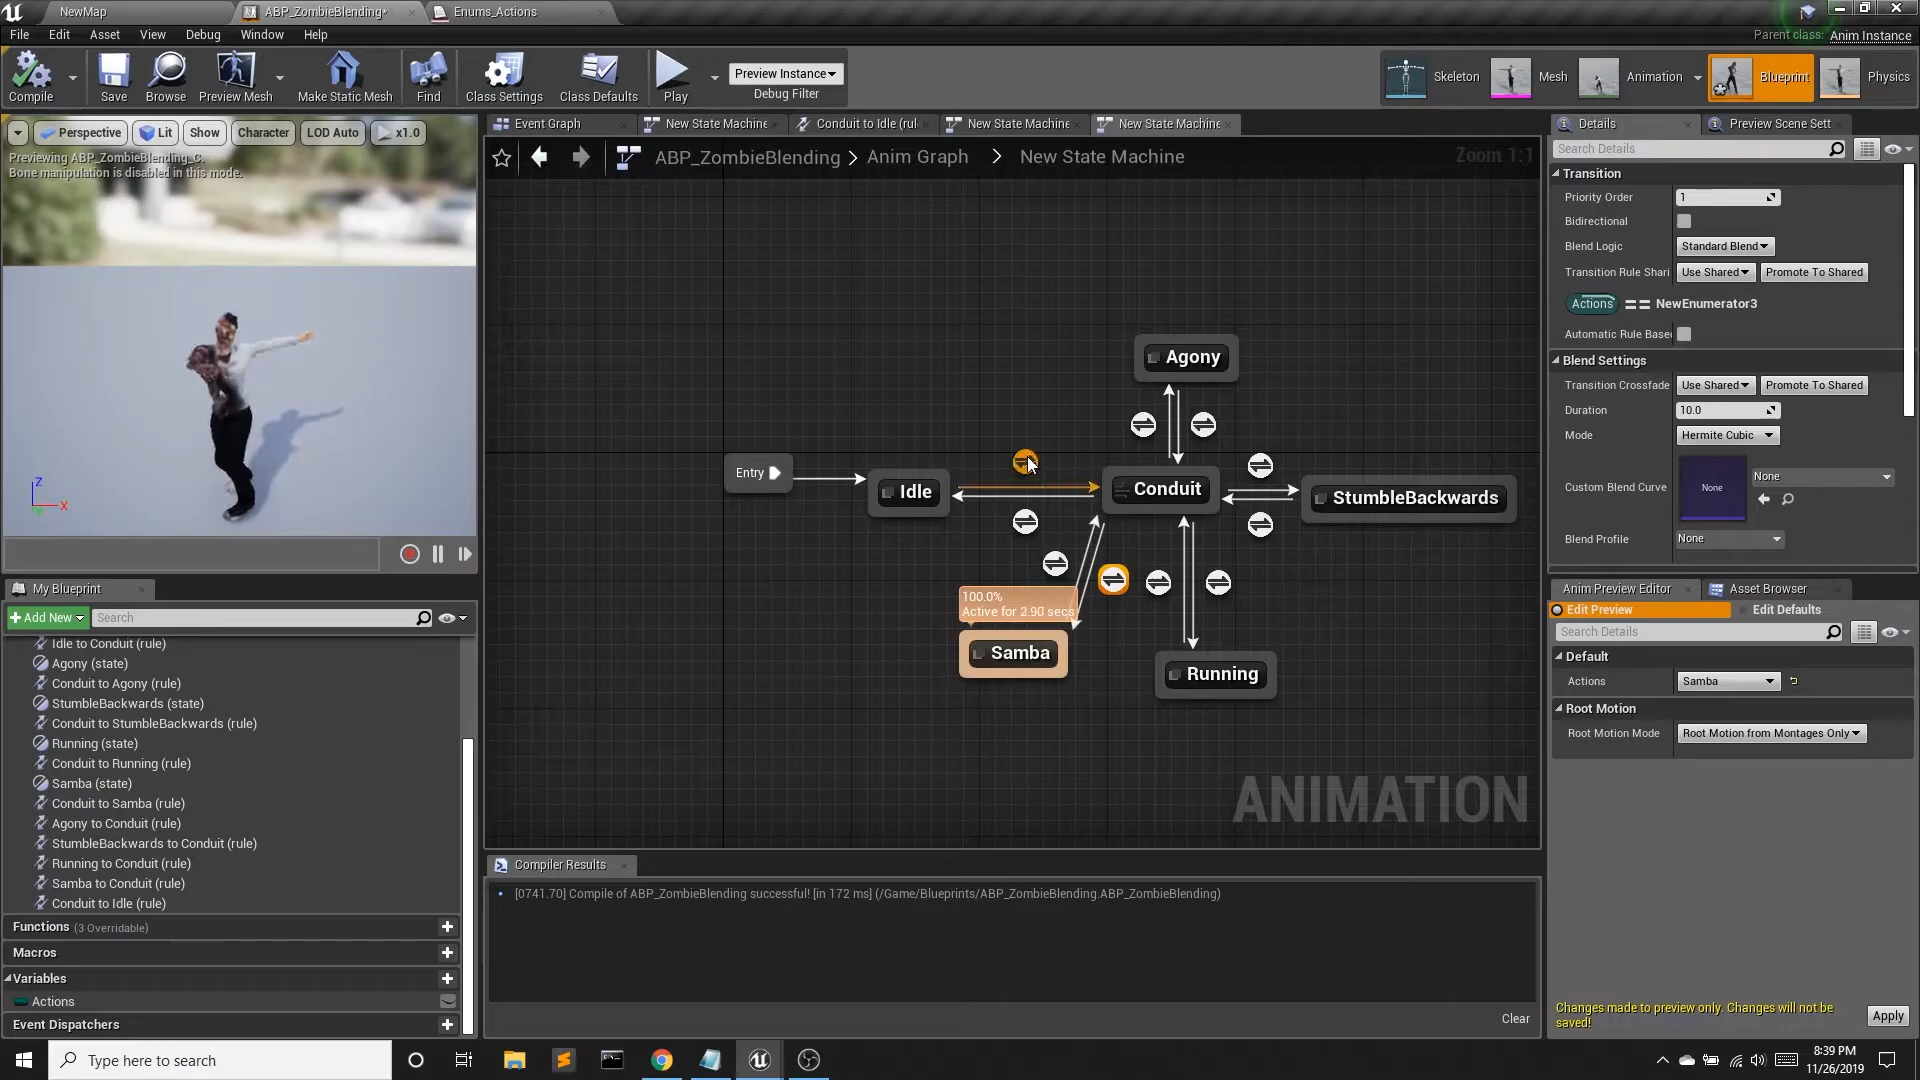 NewMap
ABP_ZombieBlending*
Enums_Actions
File Edit Asset View Debug Window Help
Parent class: Anim Instance
Compile
Save
Browse
Preview Mesh
Make Static Mesh
Find
Class Settings
Class Defaults
Play
Preview Instance
Debug Filter
Skeleton
Mesh
Animation
Blueprint
Physics
Perspective
Lit
Show
Character
LOD Auto
x1.0
Previewing ABP_ZombieBlending_C.
Bone manipulation is disabled in this mode.
Z
X
Event Graph
New State Machine
Conduit to Idle (rul
New State Machine
New State Machine
ABP_ZombieBlending > Anim Graph > New State Machine
Zoom 1:1
Agony
Entry
Idle
Conduit
StumbleBackwards
100.0%
Active for 2.90 secs
Samba
Running
ANIMATION
Details
Preview Scene Sett
Search Details
Transition
Priority Order 1
Bidirectional
Blend Logic Standard Blend
Transition Rule Shari Use Shared Promote To Shared
Actions == NewEnumerator3
Automatic Rule Base
Blend Settings
Transition Crossfade Use Shared Promote To Shared
Duration 10.0
Mode Hermite Cubic
Custom Blend Curve None None
Blend Profile None
My Blueprint
Add New Search
Idle to Conduit (rule)
Agony (state)
Conduit to Agony (rule)
StumbleBackwards (state)
Conduit to StumbleBackwards (rule)
Running (state)
Conduit to Running (rule)
Samba (state)
Conduit to Samba (rule)
Agony to Conduit (rule)
StumbleBackwards to Conduit (rule)
Running to Conduit (rule)
Samba to Conduit (rule)
Conduit to Idle (rule)
Functions (3 Overridable)
Macros
Variables
Actions
Event Dispatchers
Compiler Results
[0741.70] Compile of ABP_ZombieBlending successful! [in 172 ms] (/Game/Blueprints/ABP_ZombieBlending.ABP_ZombieBlending)
Clear
Anim Preview Editor
Asset Browser
Edit Preview
Edit Defaults
Search Details
Default
Actions Samba
Root Motion
Root Motion Mode Root Motion from Montages Only
Changes made to preview only. Changes will not be
saved!
Apply
Type here to search
8:39 PM
11/26/2019